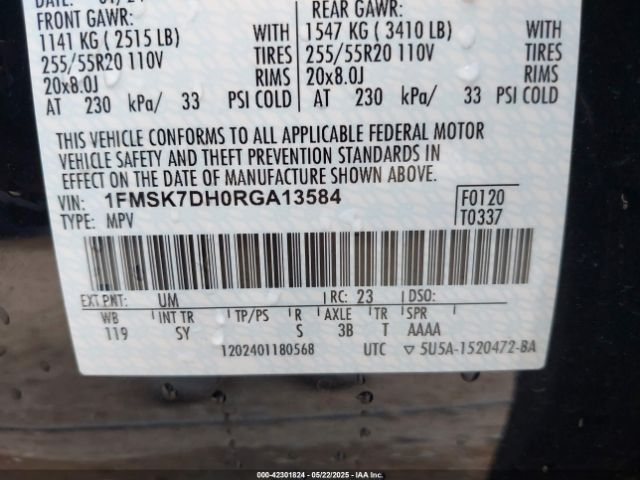 FRONT GAWR: REAR GAWR:
1141 KG ( 2515 LB) WITH 1547 KG ( 3410 LB) WITH
255/55R20 110V TIRES 255/55R20 110V TIRES
20x8.0J RIMS 20x8.0J RIMS
AT 230 kPa/ 33 PSI COLD AT 230 kPa/ 33 PSI COLD
THIS VEHICLE CONFORMS TO ALL APPLICABLE FEDERAL MOTOR
VEHICLE SAFETY AND THEFT PREVENTION STANDARDS IN
EFFECT ON THE DATE OF MANUFACTURE SHOWN ABOVE.
VIN: 1FMSK7DH0RGA13584 F0120
TYPE: MPV T0337
EXT PNT: UM RC: 23 DSO:
WB INT TR TP/PS R AXLE TR SPR
119 SY S 3B T AAAA
1202401180568 UTC ▽ 5U5A-1520472-BA
000-42301824 - 05/22/2025 - IAA Inc.